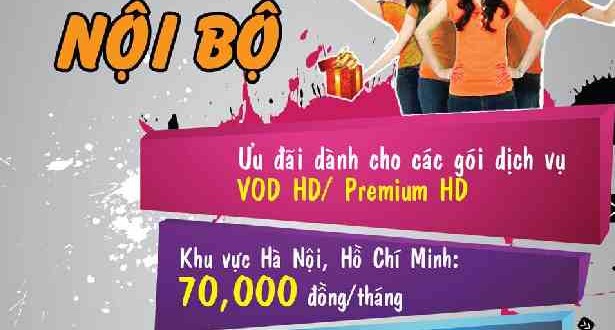 NỘI BỘ
Ưu đãi dành cho các gói dịch vụ
VOD HD/ Premium HD
Khu vực Hà Nội, Hồ Chí Minh:
70,000 đồng/tháng